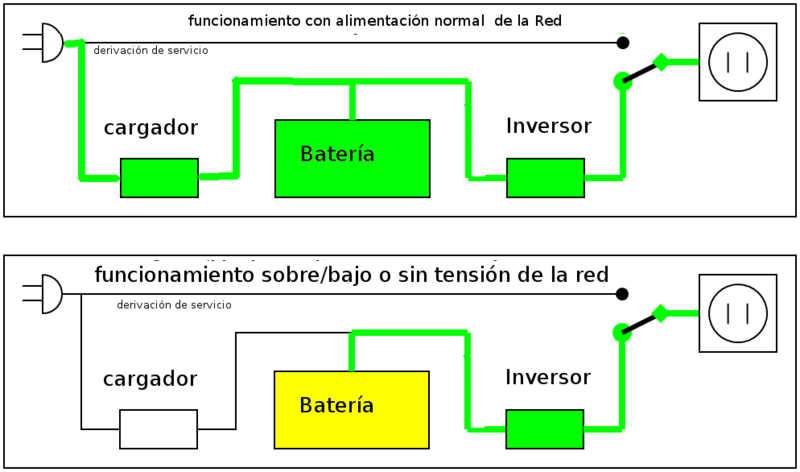 funcionamiento con alimentación normal de la Red
derivación de servicio
cargador
Batería
Inversor
funcionamiento sobre/bajo o sin tensión de la red
derivación de servicio
cargador
Batería
Inversor